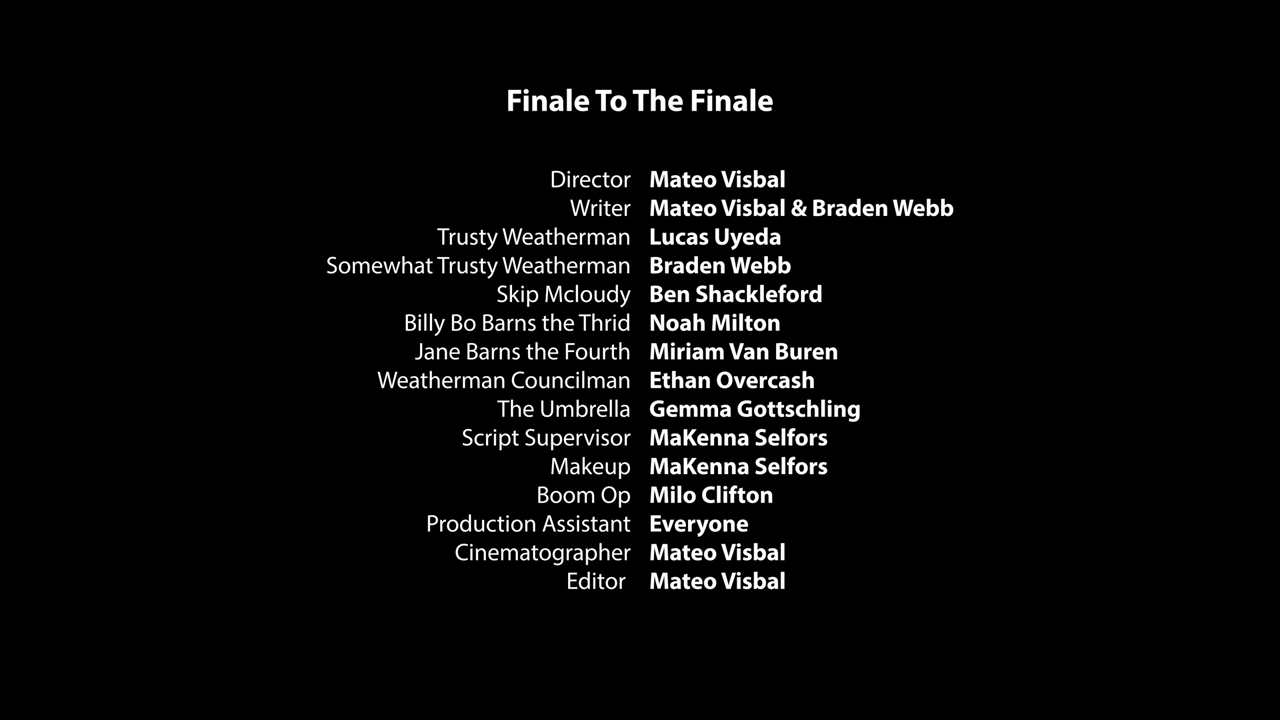 Finale To The Finale
Director Mateo Visbal
Writer Mateo Visbal & Braden Webb
Trusty Weatherman Lucas Uyeda
Somewhat Trusty Weatherman Braden Webb
Skip Mcloudy Ben Shackleford
Billy Bo Barns the Thrid Noah Milton
Jane Barns the Fourth Miriam Van Buren
Weatherman Councilman Ethan Overcash
The Umbrella Gemma Gottschling
Script Supervisor MaKenna Selfors
Makeup MaKenna Selfors
Boom Op Milo Clifton
Production Assistant Everyone
Cinematographer Mateo Visbal
Editor Mateo Visbal